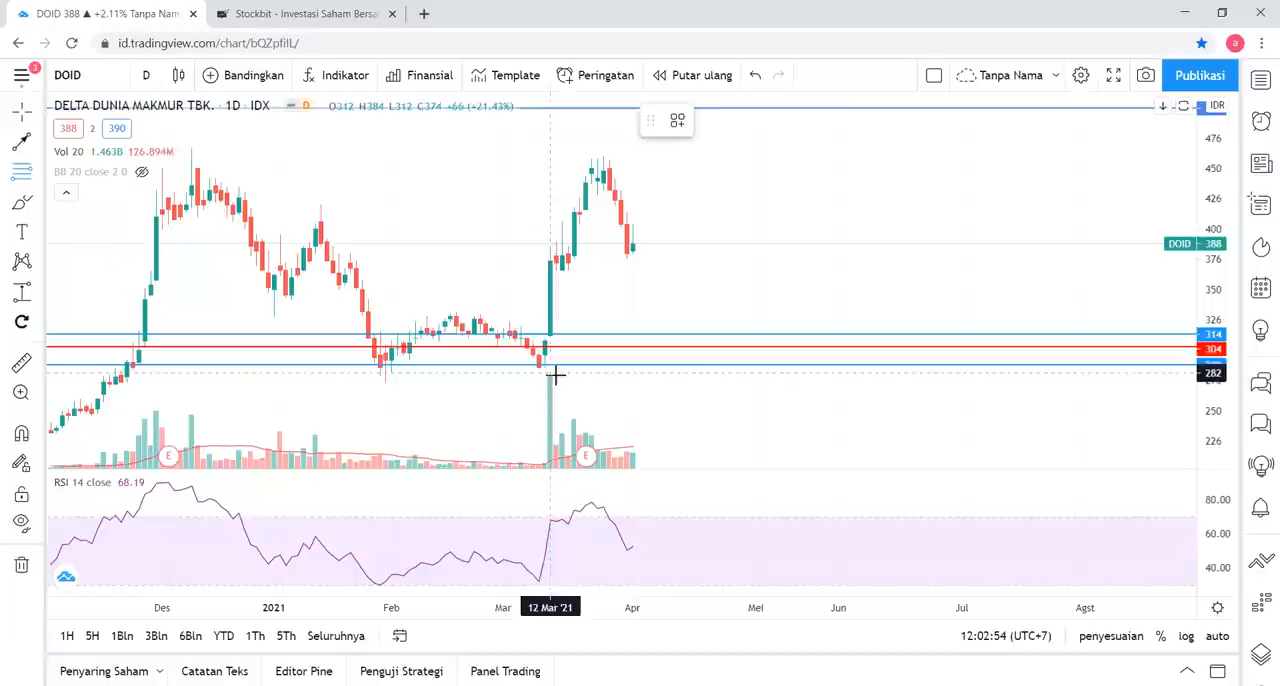 DOID 388 ▲ +2.11% Tanpa Nam
Stockbit - Investasi Saham Bersa
id.tradingview.com/chart/bQZpfiIL/
a
3
DOID
D
Bandingkan
Indikator
Finansial
Template
Peringatan
Putar ulang
Tanpa Nama
Publikasi
DELTA DUNIA MAKMUR TBK. · 1D · IDX
D
O312 H384 L312 C374 +66 (+21.43%)
IDR
388 2 390
Vol 20 1.463B 126.894M
BB 20 close 2 0
476
450
426
400
DOID 388
376
350
326
314
304
282
250
226
E
E
RSI 14 close 68.19
80.00
60.00
40.00
Des
2021
Feb
Mar
12 Mar '21
Apr
Mei
Jun
Jul
Agst
1H 5H 1Bln 3Bln 6Bln YTD 1Th 5Th Seluruhnya
12:02:54 (UTC+7)
penyesuaian % log auto
Penyaring Saham
Catatan Teks
Editor Pine
Penguji Strategi
Panel Trading